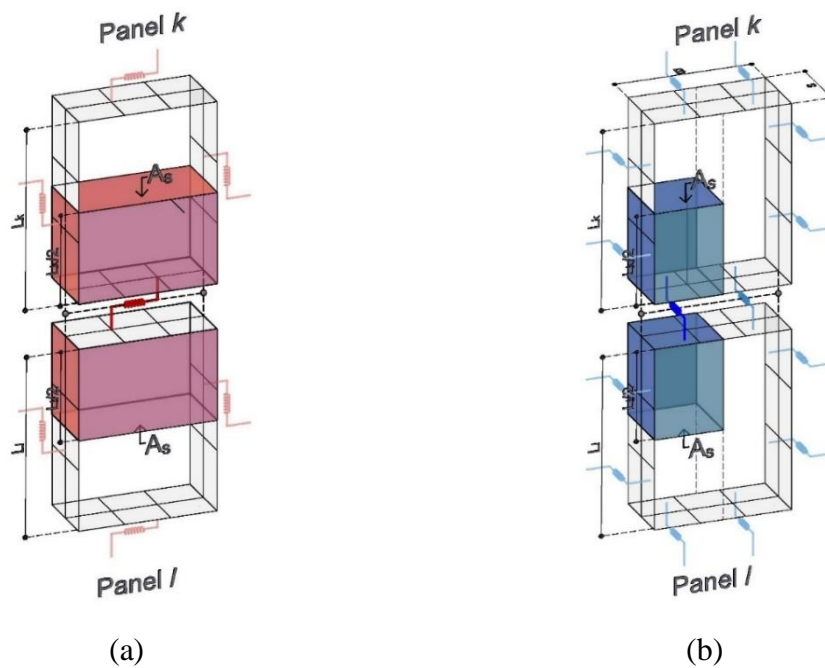 Panel k
Panel k
B
s
Lk
As
Lk/2
Lk
As
Lk/2
Ll
Ll/2
As
Ll
Ll/2
As
Panel l
Panel l
(a)
(b)